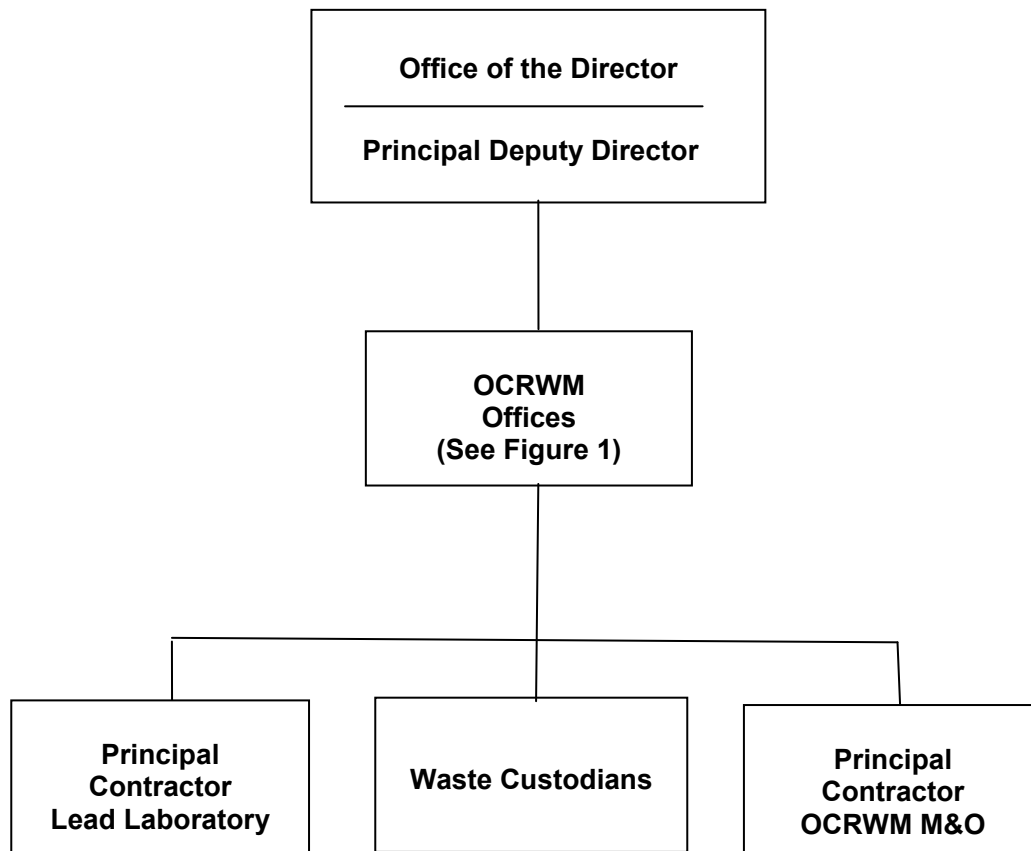 Office of the Director
Principal Deputy Director
OCRWM
Offices
(See Figure 1)
Principal
Contractor
Lead Laboratory
Waste Custodians
Principal
Contractor
OCRWM M&O